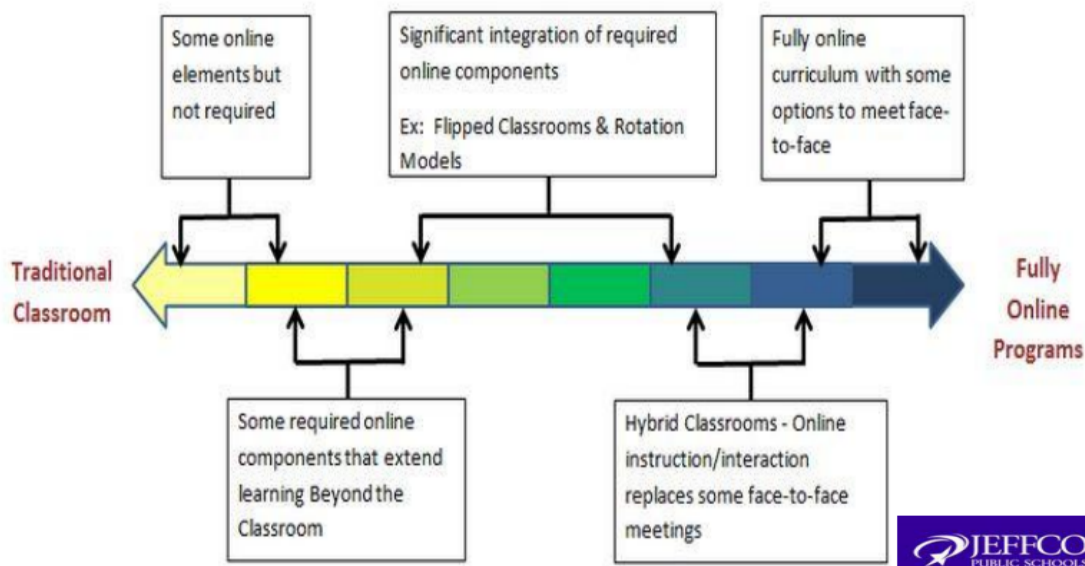 Some online
elements but
not required
Significant integration of required
online components
Ex: Flipped Classrooms & Rotation
Models
Fully online
curriculum with some
options to meet face-
to-face
Traditional
Classroom
Fully
Online
Programs
Some required online
components that extend
learning Beyond the
Classroom
Hybrid Classrooms - Online
instruction/interaction
replaces some face-to-face
meetings
JEFFCO
PUBLIC SCHOOLS